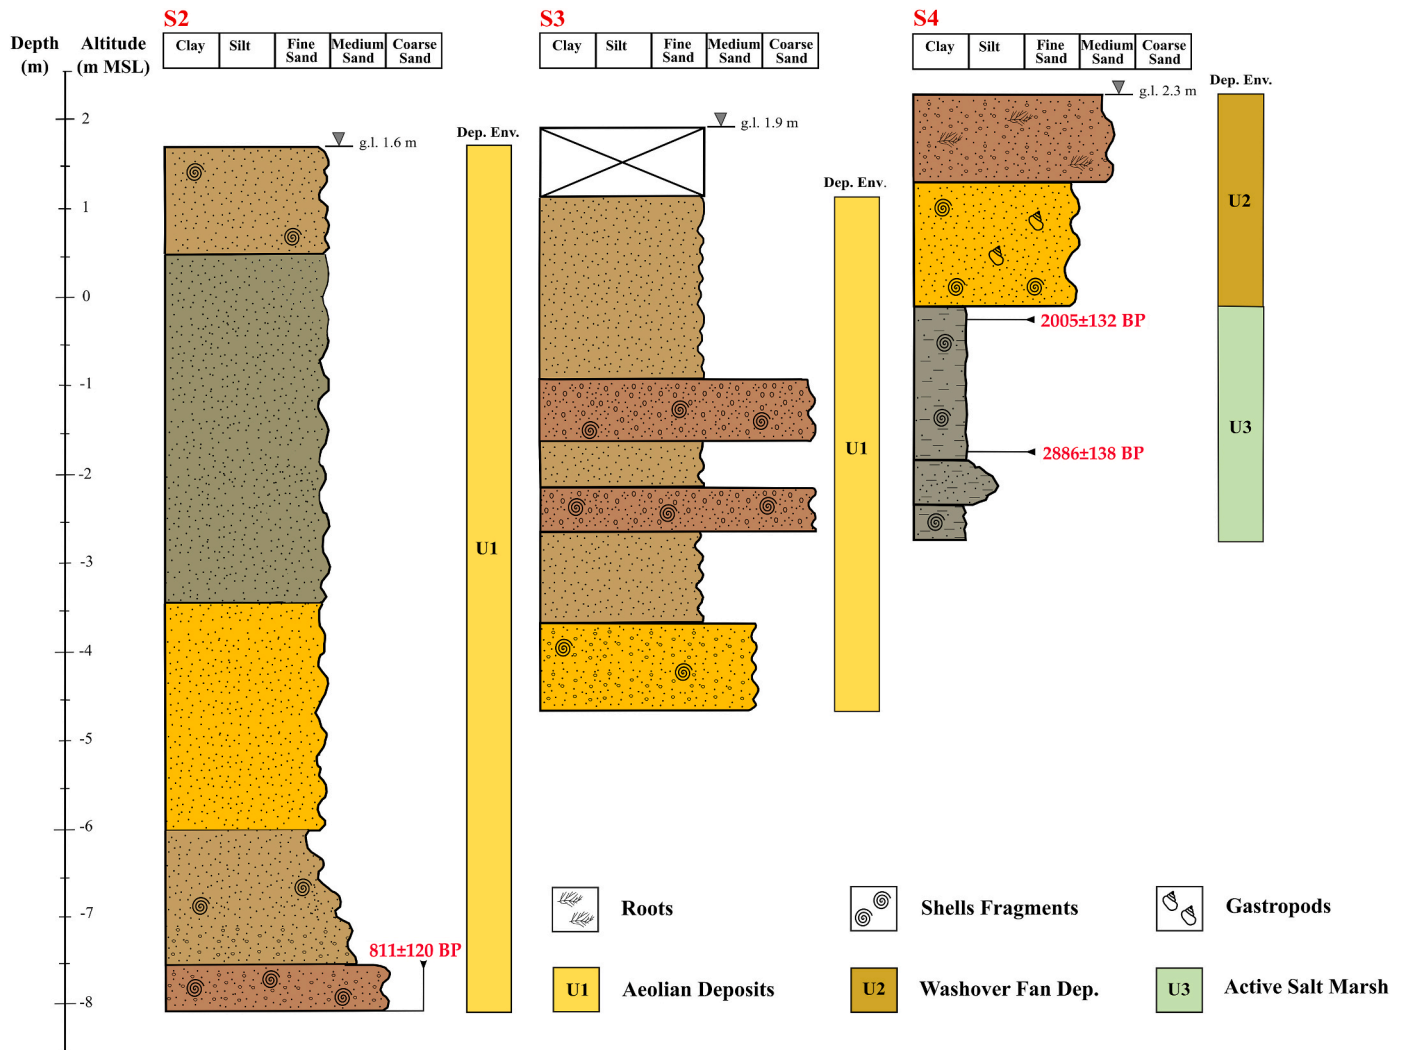 S2
S3
S4
Depth
(m)
Altitude
(m MSL)
Clay
Silt
Fine
Sand
Medium
Sand
Coarse
Sand
Clay
Silt
Fine
Sand
Medium
Sand
Coarse
Sand
Clay
Silt
Fine
Sand
Medium
Sand
Coarse
Sand
2
1
0
-1
-2
-3
-4
-5
-6
-7
-8
g.l. 1.6 m
Dep. Env.
U1
811±120 BP
g.l. 1.9 m
Dep. Env.
U1
g.l. 2.3 m
Dep. Env.
U2
U3
2005±132 BP
2886±138 BP
Roots
Shells Fragments
Gastropods
U1 Aeolian Deposits
U2 Washover Fan Dep.
U3 Active Salt Marsh